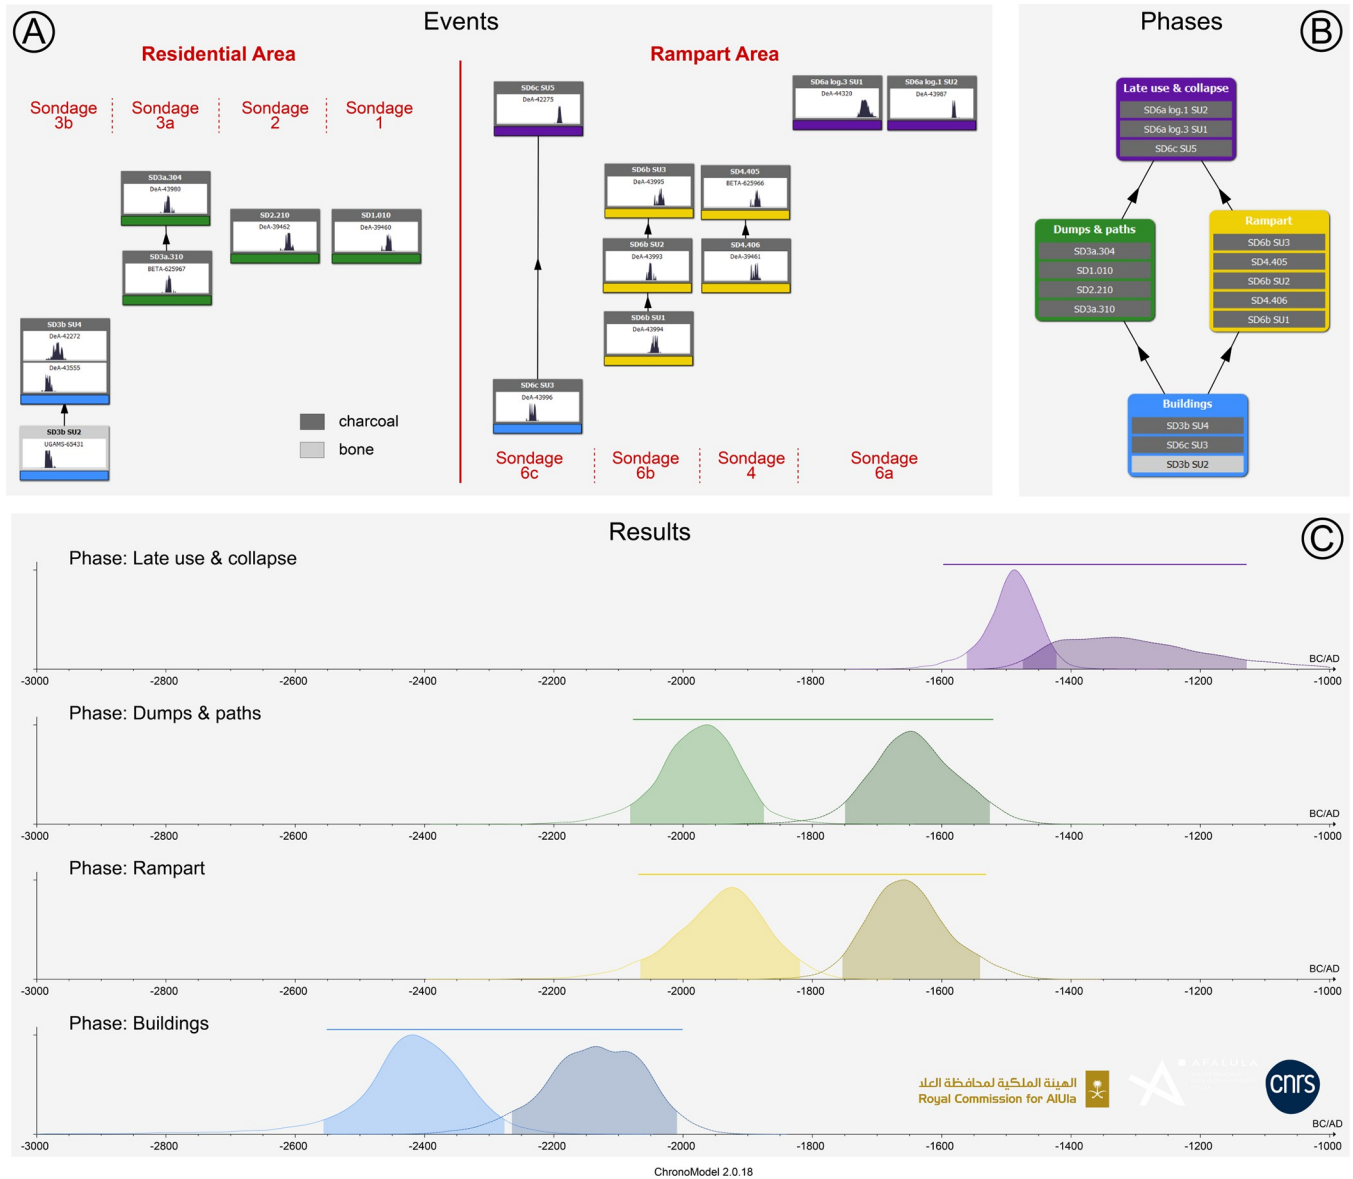 A
Events
Residential Area
Rampart Area
Sondage
3b
Sondage
3a
Sondage
2
Sondage
1
SD3a.304
DeA-43980
SD3a.310
BETA-625967
SD2.210
DeA-39462
SD1.010
DeA-39460
SD3b SU4
DeA-42272
DeA-43555
SD3b SU2
UGAMS-65431
charcoal
bone
SD6c SU5
DeA-42275
SD6a log.3 SU1
DeA-44320
SD6a log.1 SU2
DeA-43987
SD6b SU3
DeA-43995
SD4.405
BETA-625966
SD6b SU2
DeA-43993
SD4.406
DeA-39461
SD6b SU1
DeA-43994
SD6c SU3
DeA-43996
Sondage
6c
Sondage
6b
Sondage
4
Sondage
6a
Phases
B
Late use & collapse
SD6a log.1 SU2
SD6a log.3 SU1
SD6c SU5
Dumps & paths
SD3a.304
SD1.010
SD2.210
SD3a.310
Rampart
SD6b SU3
SD4.405
SD6b SU2
SD4.406
SD6b SU1
Buildings
SD3b SU4
SD6c SU3
SD3b SU2
Results
C
Phase: Late use & collapse
BC/AD
-3000 -2800 -2600 -2400 -2200 -2000 -1800 -1600 -1400 -1200 -1000
Phase: Dumps & paths
BC/AD
-3000 -2800 -2600 -2400 -2200 -2000 -1800 -1600 -1400 -1200 -1000
Phase: Rampart
BC/AD
-3000 -2800 -2600 -2400 -2200 -2000 -1800 -1600 -1400 -1200 -1000
Phase: Buildings
الهيئة الملكية لمحافظة العلا
Royal Commission for AlUla
cnrs
BC/AD
-3000 -2800 -2600 -2400 -2200 -2000 -1800 -1600 -1400 -1200 -1000
ChronoModel 2.0.18